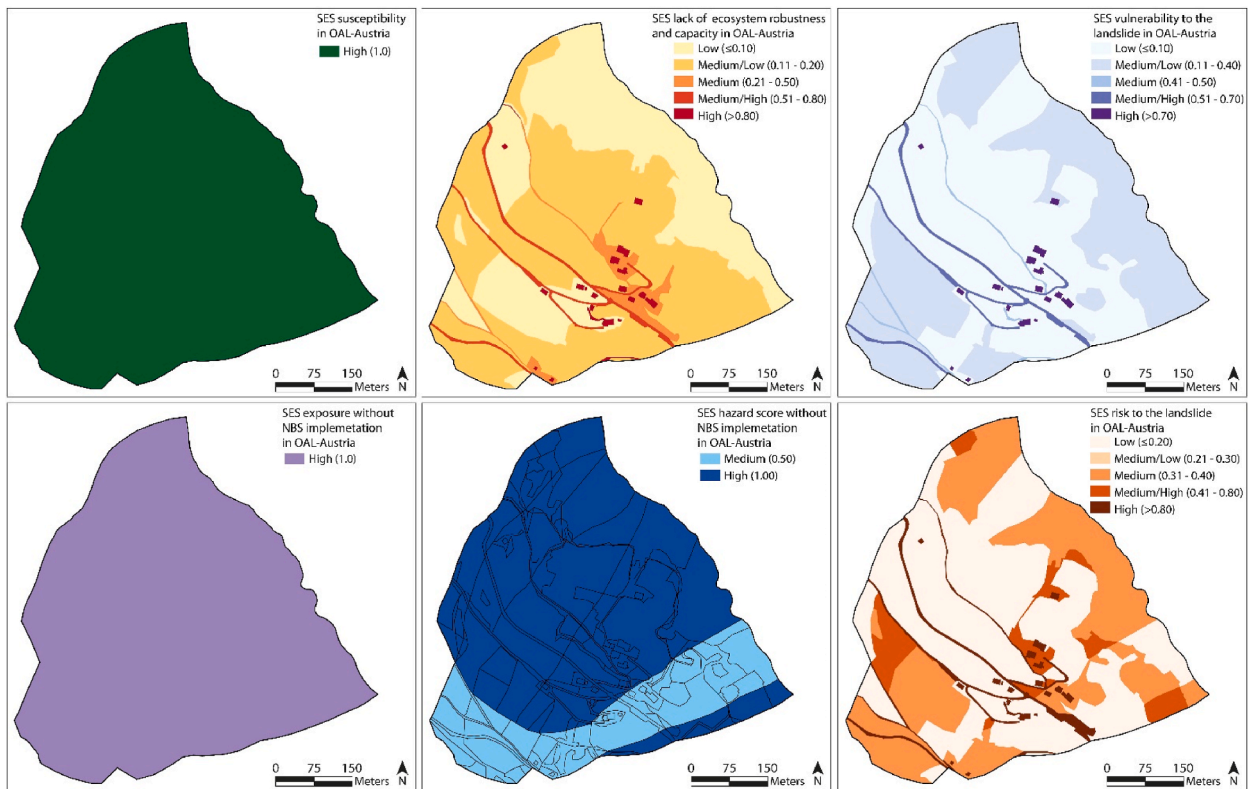 SES susceptibility
in OAL-Austria
High (1.0)
0 75 150
Meters
N
SES lack of ecosystem robustness
and capacity in OAL-Austria
Low (≤0.10)
Medium/Low (0.11 - 0.20)
Medium (0.21 - 0.50)
Medium/High (0.51 - 0.80)
High (>0.80)
0 75 150
Meters
N
SES vulnerability to the
landslide in OAL-Austria
Low (≤0.10)
Medium/Low (0.11 - 0.40)
Medium (0.41 - 0.50)
Medium/High (0.51 - 0.70)
High (>0.70)
0 75 150
Meters
N
SES exposure without
NBS implemetation
in OAL-Austria
High (1.0)
0 75 150
Meters
N
SES hazard score without
NBS implemetation
in OAL-Austria
Medium (0.50)
High (1.00)
0 75 150
Meters
N
SES risk to the landslide
in OAL-Austria
Low (≤0.20)
Medium/Low (0.21 - 0.30)
Medium (0.31 - 0.40)
Medium/High (0.41 - 0.80)
High (>0.80)
0 75 150
Meters
N